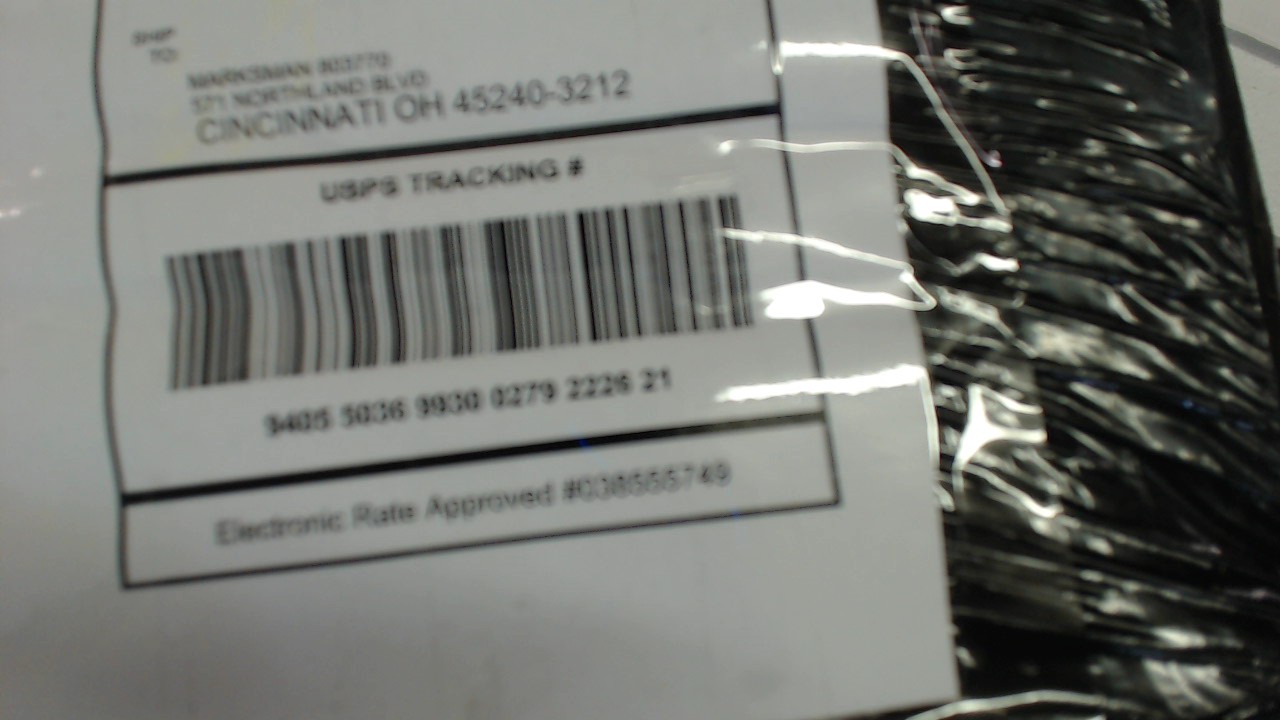 SHIP
TO:
MARKSMAN 803770
571 NORTHLAND BLVD
CINCINNATI OH 45240-3212
USPS TRACKING #
9405 5036 9930 0279 2226 21
Electronic Rate Approved #038555749